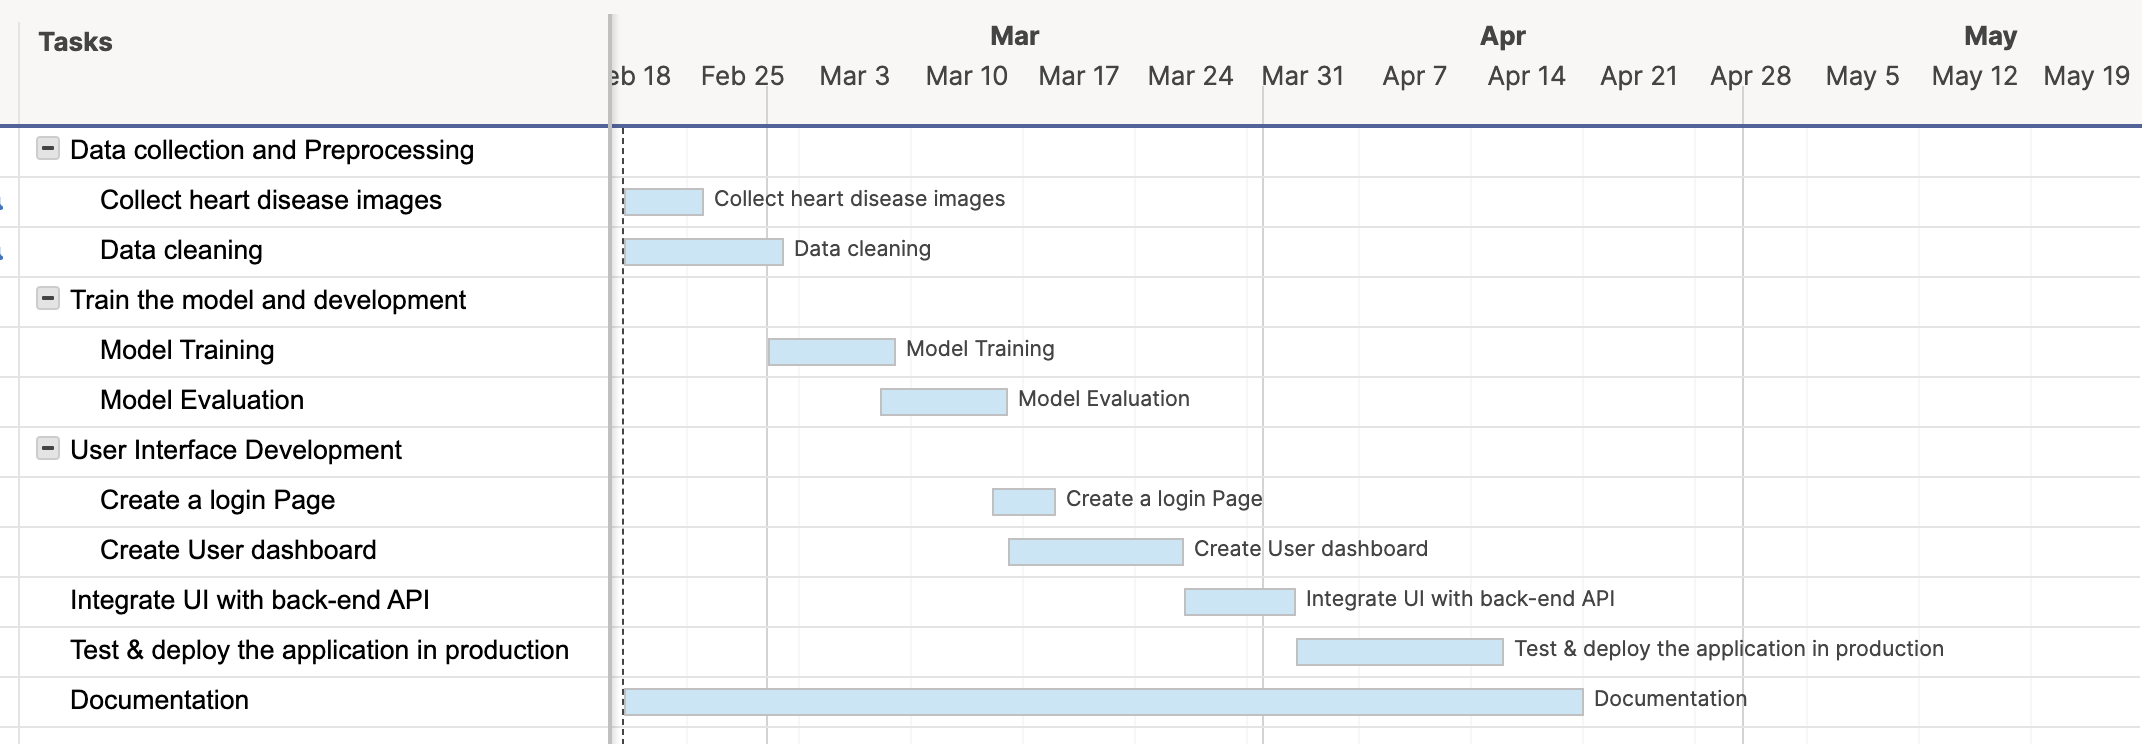 Tasks
Mar Apr May
eb 18 Feb 25 Mar 3 Mar 10 Mar 17 Mar 24 Mar 31 Apr 7 Apr 14 Apr 21 Apr 28 May 5 May 12 May 19
Data collection and Preprocessing
Collect heart disease images Collect heart disease images
Data cleaning Data cleaning
Train the model and development
Model Training Model Training
Model Evaluation Model Evaluation
User Interface Development
Create a login Page Create a login Page
Create User dashboard Create User dashboard
Integrate UI with back-end API Integrate UI with back-end API
Test & deploy the application in production Test & deploy the application in production
Documentation Documentation